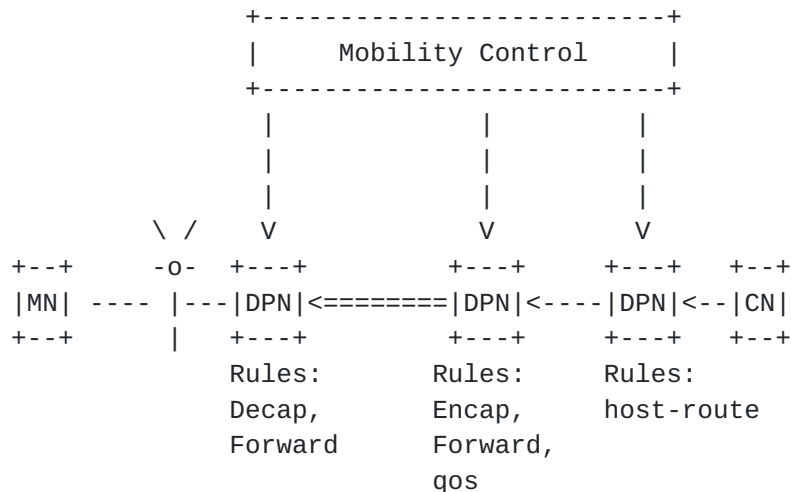 Mobility Control
|MN| ---- |---|DPN|<========|DPN|<----|DPN|<--|CN|
Rules: Rules: Rules:
Decap, Encap, host-route
Forward Forward,
qos